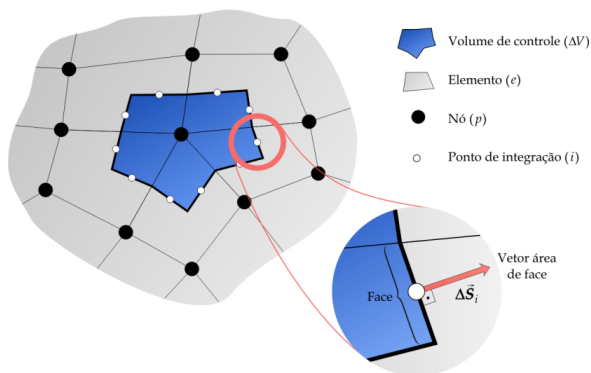 Volume de controle (ΔV)
Elemento (e)
Nó (p)
Ponto de integração (i)
Vetor área
de face
Face
ΔS⃗ᵢ